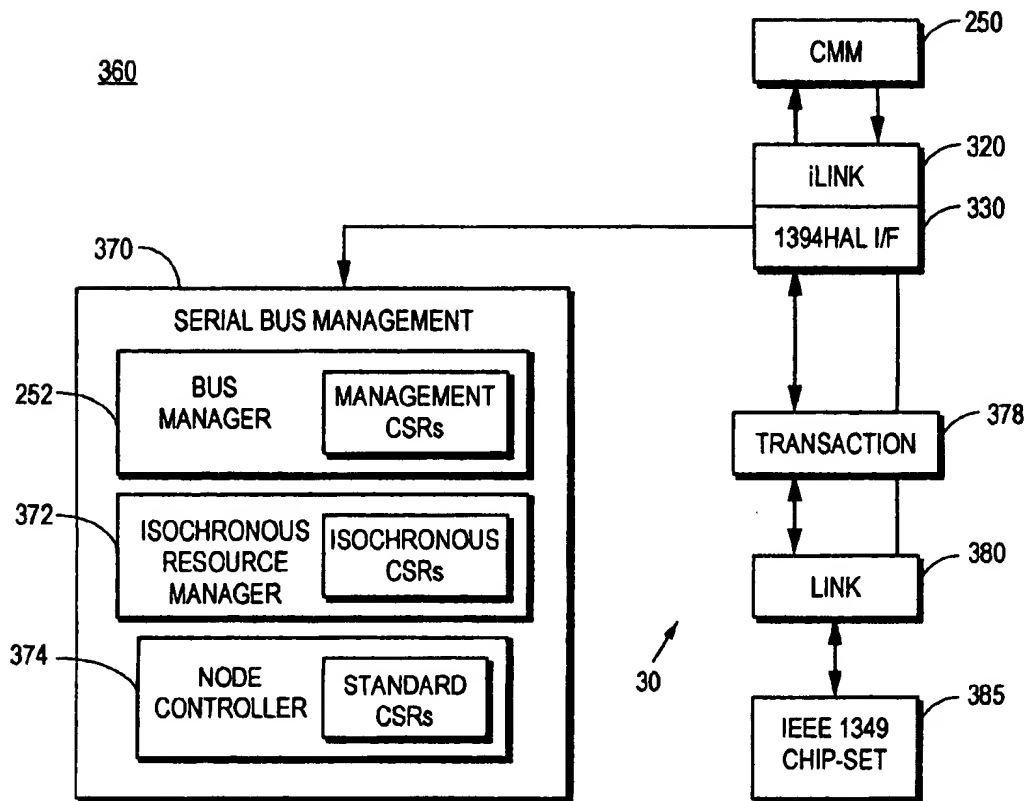 360
CMM
250
iLINK
320
1394HAL I/F
330
370
SERIAL BUS MANAGEMENT
252
BUS
MANAGER
MANAGEMENT
CSRs
372
ISOCHRONOUS
RESOURCE
MANAGER
ISOCHRONOUS
CSRs
374
NODE
CONTROLLER
STANDARD
CSRs
TRANSACTION
378
LINK
380
30
IEEE 1349
CHIP-SET
385